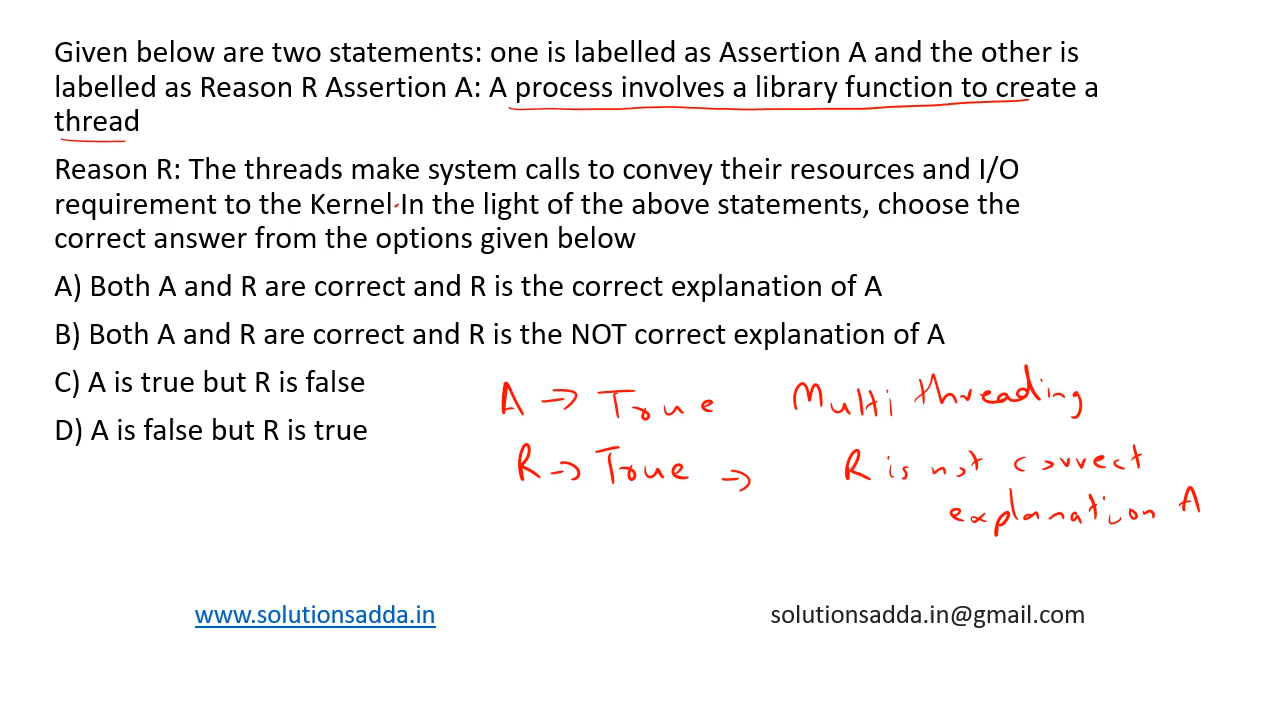 Given below are two statements: one is labelled as Assertion A and the other is
labelled as Reason R Assertion A: A process involves a library function to create a
thread
Reason R: The threads make system calls to convey their resources and I/O
requirement to the Kernel In the light of the above statements, choose the
correct answer from the options given below
A) Both A and R are correct and R is the correct explanation of A
B) Both A and R are correct and R is the NOT correct explanation of A
C) A is true but R is false
D) A is false but R is true
A → True Multi threading
R → True → R is not correct
explanation A
www.solutionsadda.in
solutionsadda.in@gmail.com